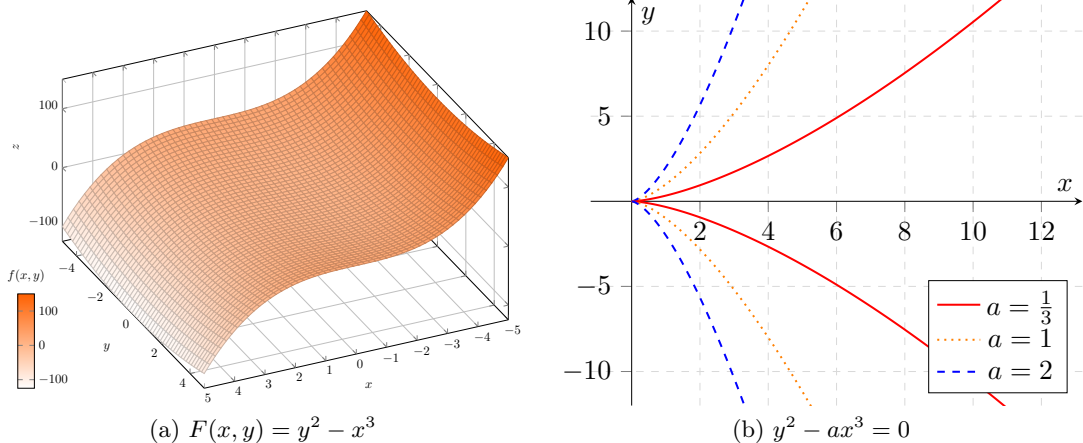 100
0
−100
z
−4
−2
0
2
4
y
5
4
3
2
1
0
−1
−2
−3
−4
−5
x
f(x, y)
100
0
−100
(a) F(x, y) = y² − x³
y
x
10
5
−5
−10
2
4
6
8
10
12
a = 1/3
a = 1
a = 2
(b) y² − ax³ = 0